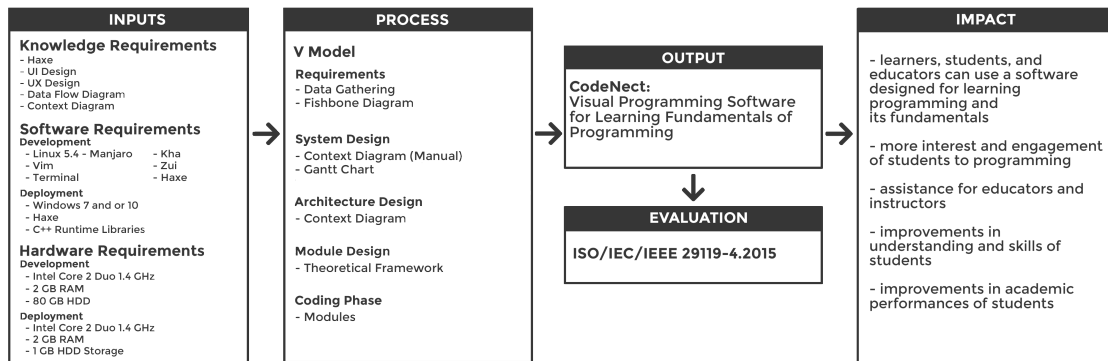 INPUTS
Knowledge Requirements
- Haxe
- UI Design
- UX Design
- Data Flow Diagram
- Context Diagram
Software Requirements
Development
- Linux 5.4 - Manjaro - Kha
- Vim - Zui
- Terminal - Haxe
Deployment
- Windows 7 and or 10
- Haxe
- C++ Runtime Libraries
Hardware Requirements
Development
- Intel Core 2 Duo 1.4 GHz
- 2 GB RAM
- 80 GB HDD
Deployment
- Intel Core 2 Duo 1.4 GHz
- 2 GB RAM
- 1 GB HDD Storage
PROCESS
V Model
Requirements
- Data Gathering
- Fishbone Diagram
System Design
- Context Diagram (Manual)
- Gantt Chart
Architecture Design
- Context Diagram
Module Design
- Theoretical Framework
Coding Phase
- Modules
OUTPUT
CodeNect:
Visual Programming Software
for Learning Fundamentals of
Programming
EVALUATION
ISO/IEC/IEEE 29119-4.2015
IMPACT
- learners, students, and
educators can use a software
designed for learning
programming and
its fundamentals
- more interest and engagement
of students to programming
- assistance for educators and
instructors
- improvements in
understanding and skills of
students
- improvements in academic
performances of students